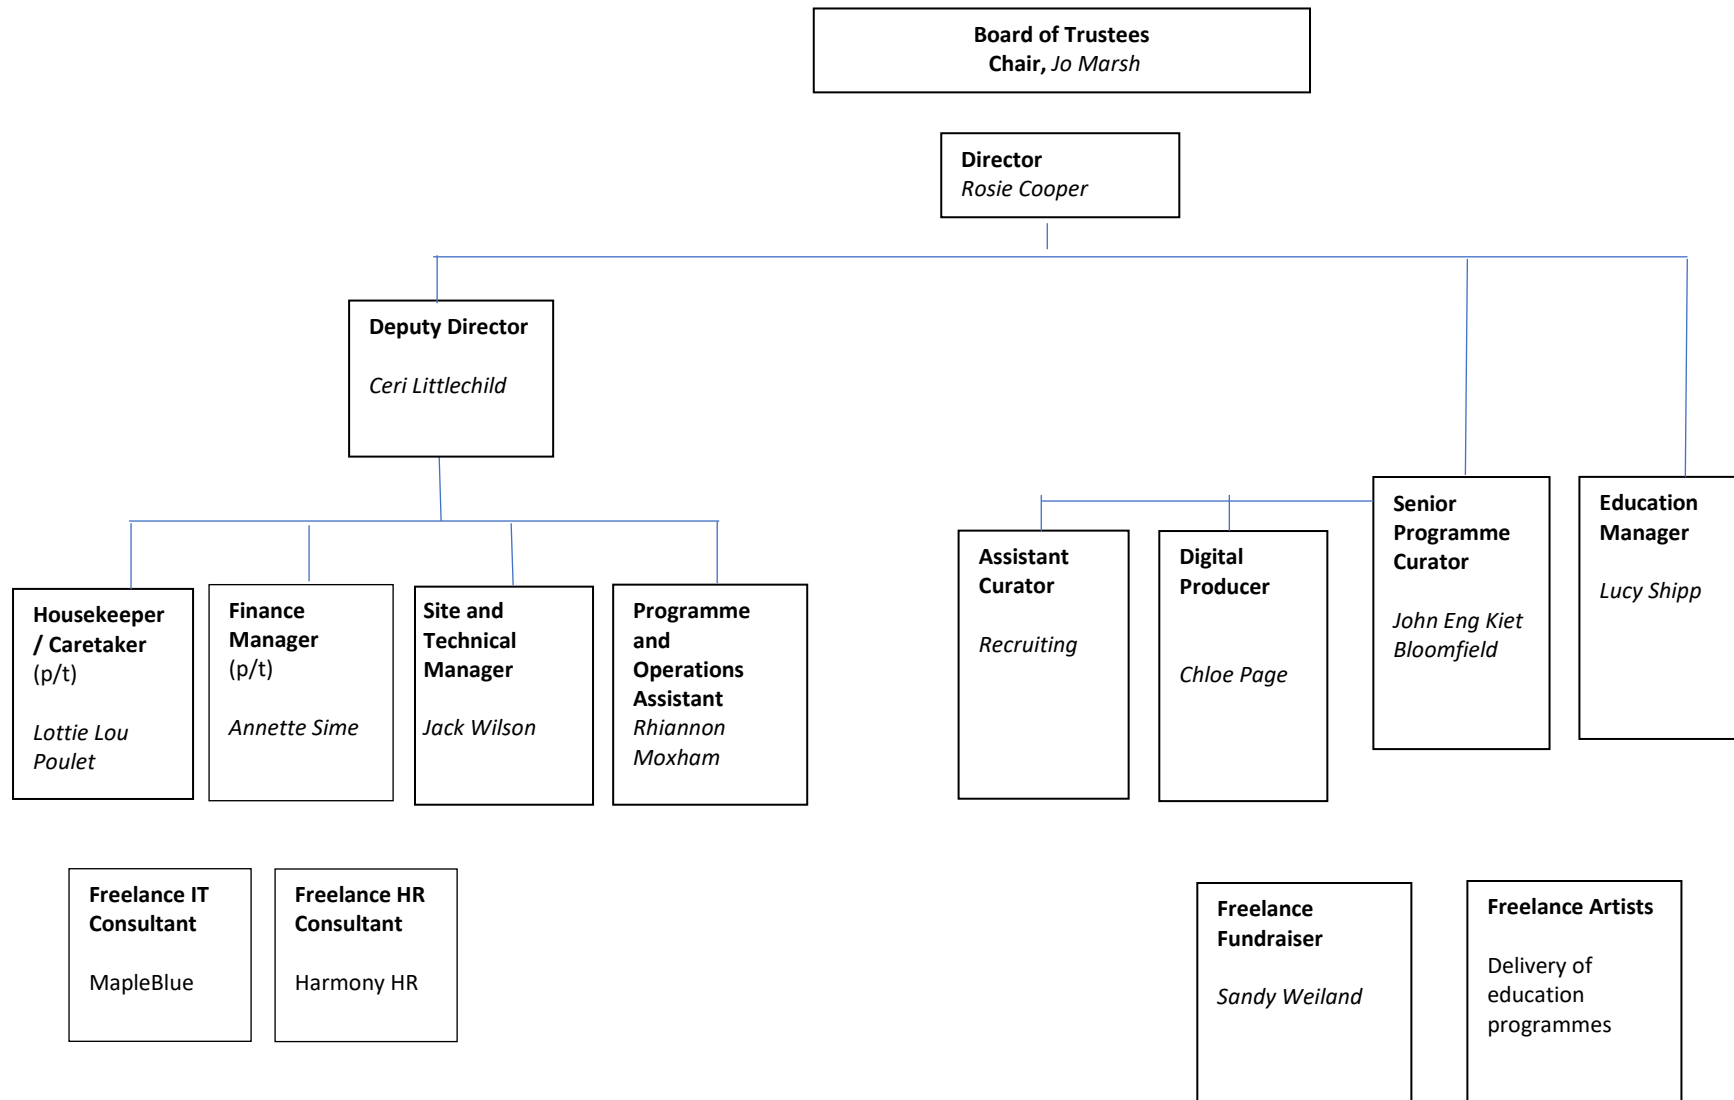 Board of Trustees
Chair, Jo Marsh
Director
Rosie Cooper
Deputy Director
Ceri Littlechild
Housekeeper
/ Caretaker
(p/t)
Lottie Lou
Poulet
Finance
Manager
(p/t)
Annette Sime
Site and
Technical
Manager
Jack Wilson
Programme
and
Operations
Assistant
Rhiannon
Moxham
Assistant
Curator
Recruiting
Digital
Producer
Chloe Page
Senior
Programme
Curator
John Eng Kiet
Bloomfield
Education
Manager
Lucy Shipp
Freelance IT
Consultant
MapleBlue
Freelance HR
Consultant
Harmony HR
Freelance
Fundraiser
Sandy Weiland
Freelance Artists
Delivery of
education
programmes